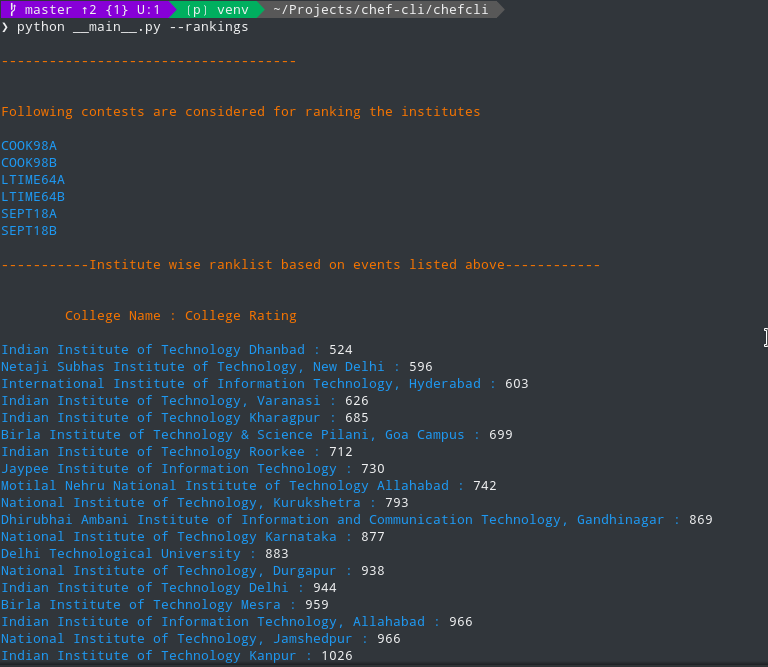 master ↑2 {1} U:1 (p) venv ~/Projects/chef-cli/chefcli
❯ python __main__.py --rankings
-------------------------------------
Following contests are considered for ranking the institutes
COOK98A
COOK98B
LTIME64A
LTIME64B
SEPT18A
SEPT18B
-----------Institute wise ranklist based on events listed above------------
College Name : College Rating
Indian Institute of Technology Dhanbad : 524
Netaji Subhas Institute of Technology, New Delhi : 596
International Institute of Information Technology, Hyderabad : 603
Indian Institute of Technology, Varanasi : 626
Indian Institute of Technology Kharagpur : 685
Birla Institute of Technology & Science Pilani, Goa Campus : 699
Indian Institute of Technology Roorkee : 712
Jaypee Institute of Information Technology : 730
Motilal Nehru National Institute of Technology Allahabad : 742
National Institute of Technology, Kurukshetra : 793
Dhirubhai Ambani Institute of Information and Communication Technology, Gandhinagar : 869
National Institute of Technology Karnataka : 877
Delhi Technological University : 883
National Institute of Technology, Durgapur : 938
Indian Institute of Technology Delhi : 944
Birla Institute of Technology Mesra : 959
Indian Institute of Information Technology, Allahabad : 966
National Institute of Technology, Jamshedpur : 966
Indian Institute of Technology Kanpur : 1026